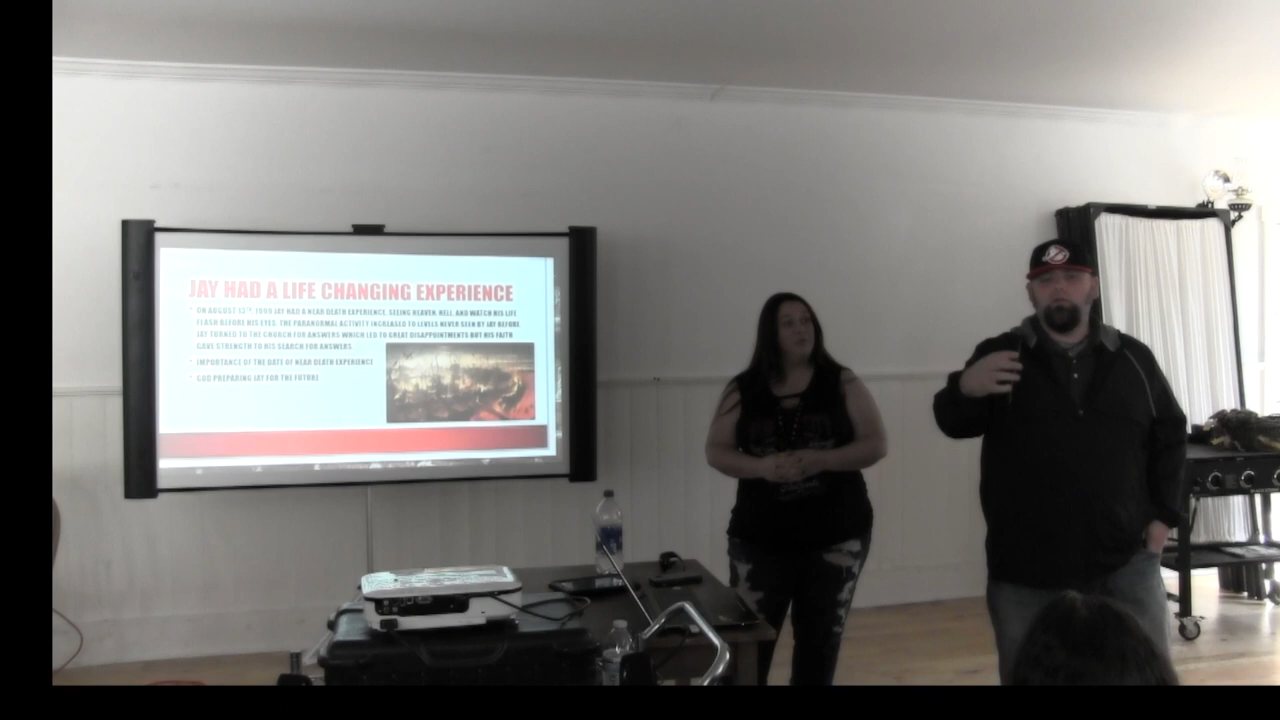 JAY HAD A LIFE CHANGING EXPERIENCE
ON AUGUST 13TH, 1999 JAY HAD A NEAR DEATH EXPERIENCE, SEEING HEAVEN, HELL, AND WATCH HIS LIFE
FLASH BEFORE HIS EYES. THE PARANORMAL ACTIVITY INCREASED TO LEVELS NEVER SEEN BY JAY BEFORE.
JAY TURNED TO THE CHURCH FOR ANSWERS WHICH LED TO GREAT DISAPPOINTMENTS BUT HIS FAITH
GAVE STRENGTH TO HIS SEARCH FOR ANSWERS.
IMPORTANCE OF THE DATE OF NEAR DEATH EXPERIENCE
GOD PREPARING JAY FOR THE FUTURE